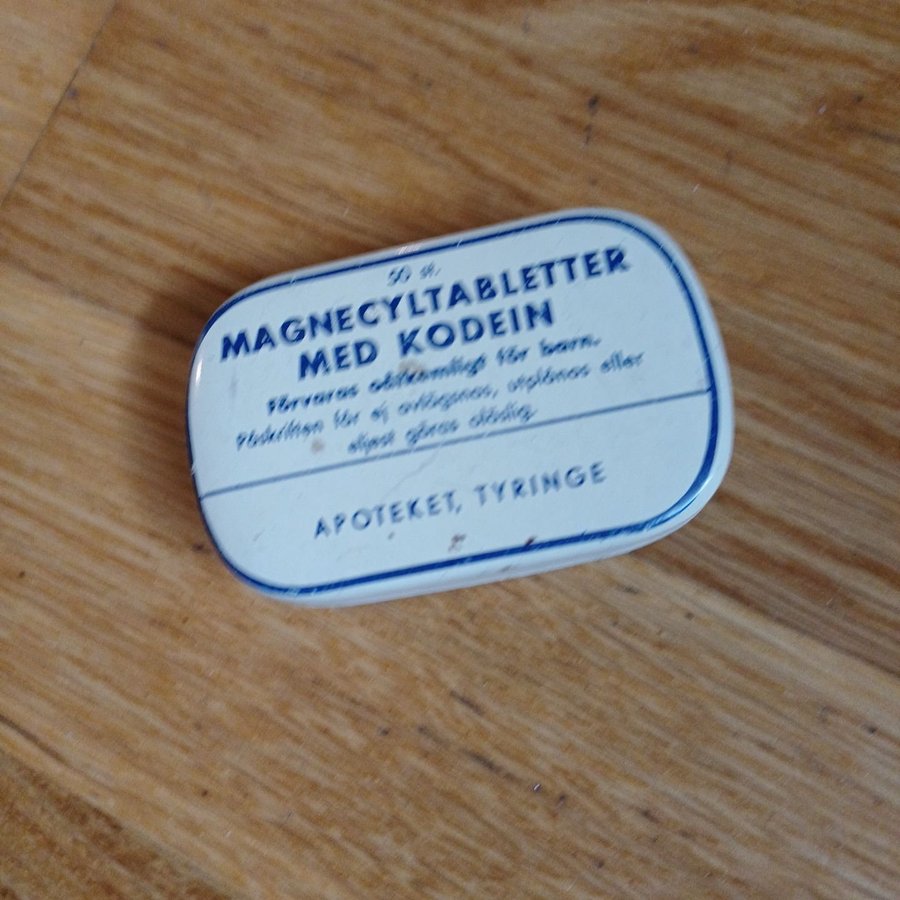 50 st.
MAGNECYLTABLETTER
MED KODEIN
Förvaras oåtkomligt för barn.
Påskriften får ej avlägsnas, utplånas eller
eljest göras oläslig.
APOTEKET, TYRINGE